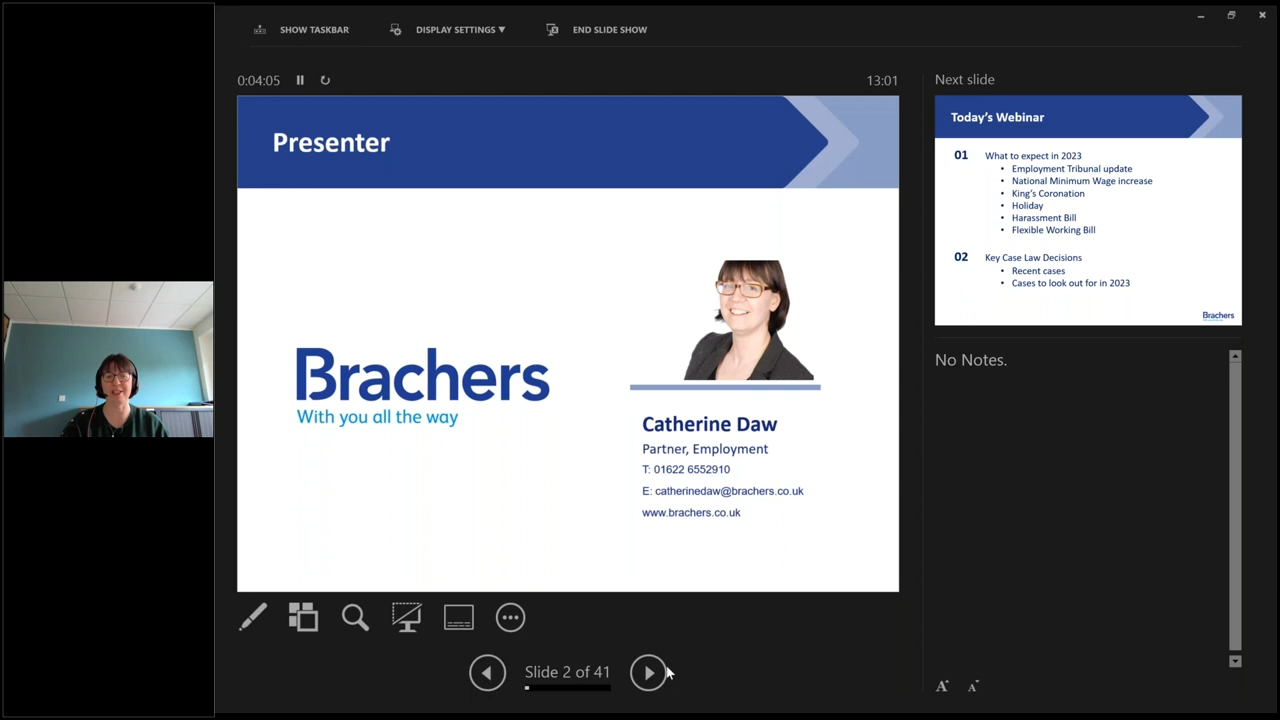 SHOW TASKBAR
DISPLAY SETTINGS ▼
END SLIDE SHOW
0:04:05
13:01
Presenter
Brachers
With you all the way
Catherine Daw
Partner, Employment
T: 01622 6552910
E: catherinedaw@brachers.co.uk
www.brachers.co.uk
Slide 2 of 41
Next slide
Today's Webinar
01 What to expect in 2023
• Employment Tribunal update
• National Minimum Wage increase
• King's Coronation
• Holiday
• Harassment Bill
• Flexible Working Bill
02 Key Case Law Decisions
• Recent cases
• Cases to look out for in 2023
Brachers
No Notes.
A A